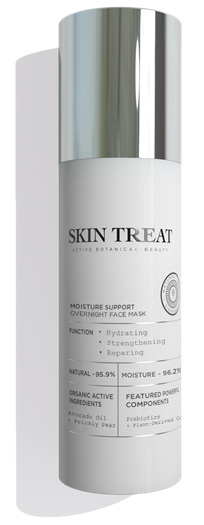 SKIN TREAT
ACTIVE BOTANICAL BEAUTY
MOISTURE SUPPORT
OVERNIGHT FACE MASK
FUNCTION • Hydrating
• Strengthening
• Repairing
NATURAL - 95.9% MOISTURE - 96.2%
ORGANIC ACTIVE INGREDIENTS
Avocado Oil
+ Prickly Pear
FEATURED POWERFUL
COMPONENTS
Prebiotics
+ Plant-Derived